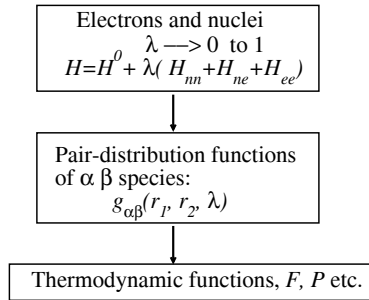 Electrons and nuclei
λ —> 0 to 1
H=H⁰+ λ( Hₙₙ+Hₙₑ+Hₑₑ)
Pair-distribution functions
of α β species:
g_αβ(r₁, r₂, λ)
Thermodynamic functions, F, P etc.